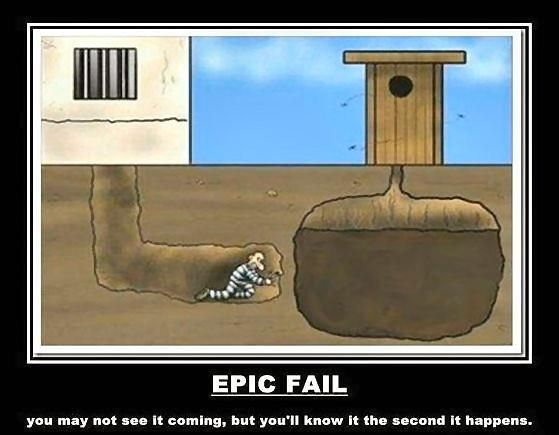 EPIC FAIL
you may not see it coming, but you'll know it the second it happens.